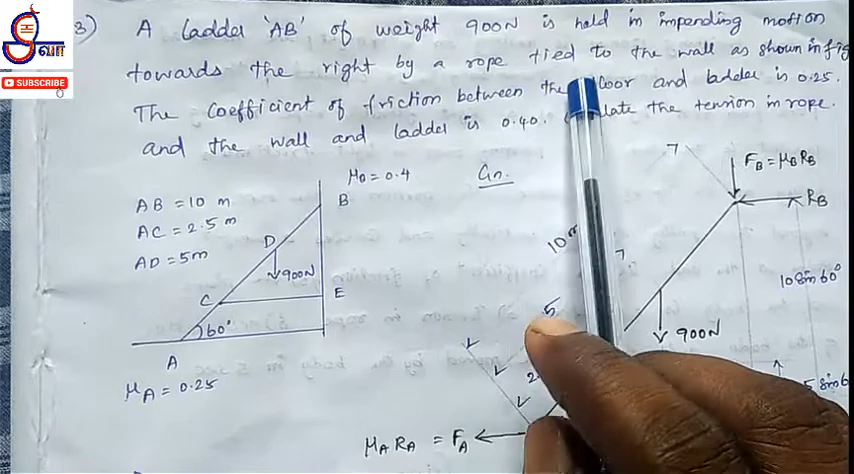 வா
SUBSCRIBE
3) A ladder 'AB' of weight 900N is held in impending motion
towards the right by a rope tied to the wall as shown in fig
The coefficient of friction between the floor and ladder is 0.25.
and the wall and ladder is 0.40. late the tension in rope.
μB = 0.4
Gn.
AB = 10 m
AC = 2.5 m
AD = 5m
B
D
900N
C
E
60°
A
μA = 0.25
FB = μB RB
RB
10 m
10 Sin 60°
5
900N
2.
5 Sin 6
μA RA = FA